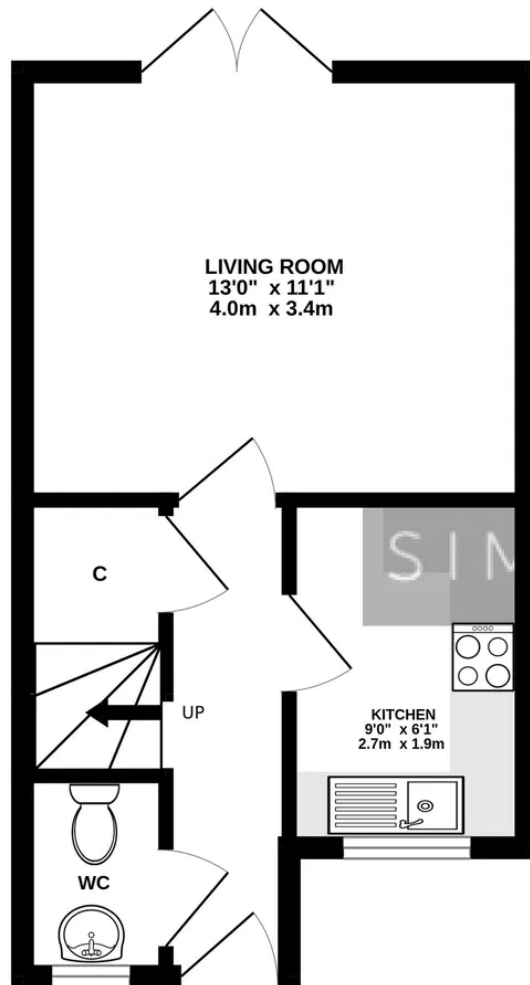 LIVING ROOM
13'0" x 11'1"
4.0m x 3.4m
C
SIM
UP
KITCHEN
9'0" x 6'1"
2.7m x 1.9m
WC